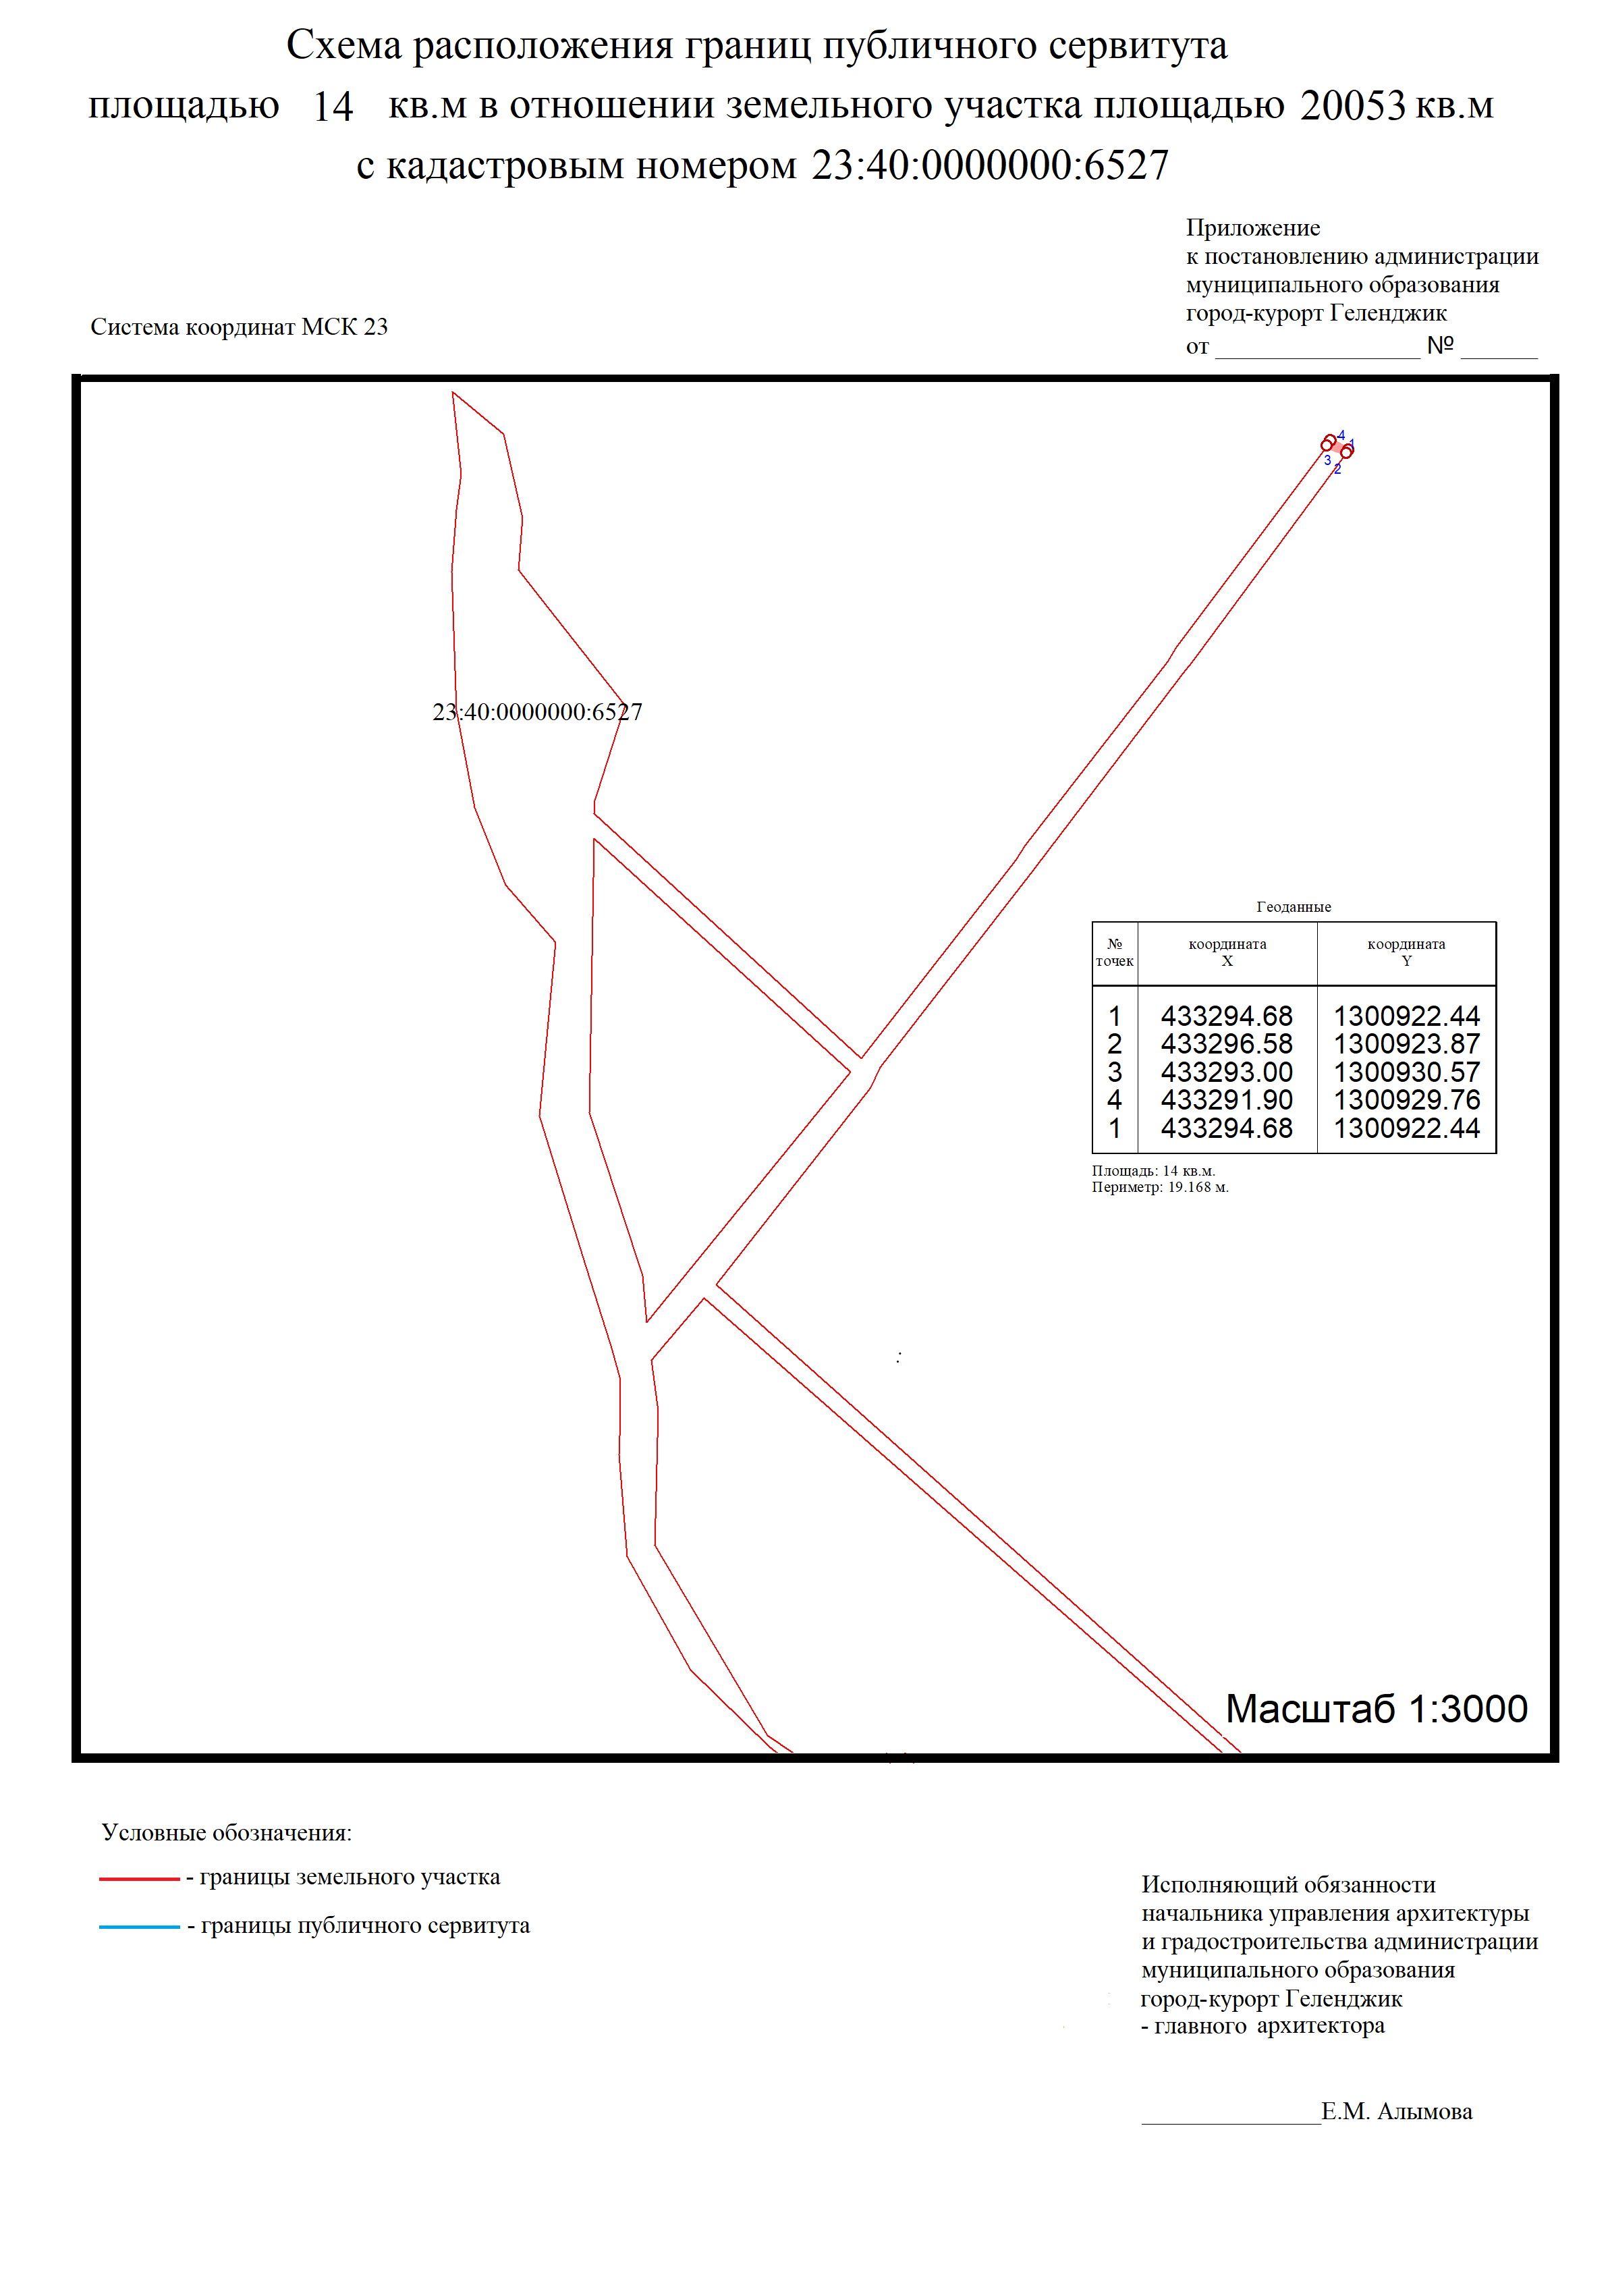 Схема расположения границ публичного сервитута
площадью 14 кв.м в отношении земельного участка площадью 20053 кв.м
с кадастровым номером 23:40:0000000:6527
Приложение
к постановлению администрации
муниципального образования
город-курорт Геленджик
от ________________ № ______
Система координат МСК 23
4
1
3
2
23:40:0000000:6527
Геоданные
№ точек координата X координата Y
1 433294.68 1300922.44
2 433296.58 1300923.87
3 433293.00 1300930.57
4 433291.90 1300929.76
1 433294.68 1300922.44
Площадь: 14 кв.м.
Периметр: 19.168 м.
:
Масштаб 1:3000
Условные обозначения:
- границы земельного участка
- границы публичного сервитута
Исполняющий обязанности
начальника управления архитектуры
и градостроительства администрации
муниципального образования
город-курорт Геленджик
- главного архитектора
______________Е.М. Алымова